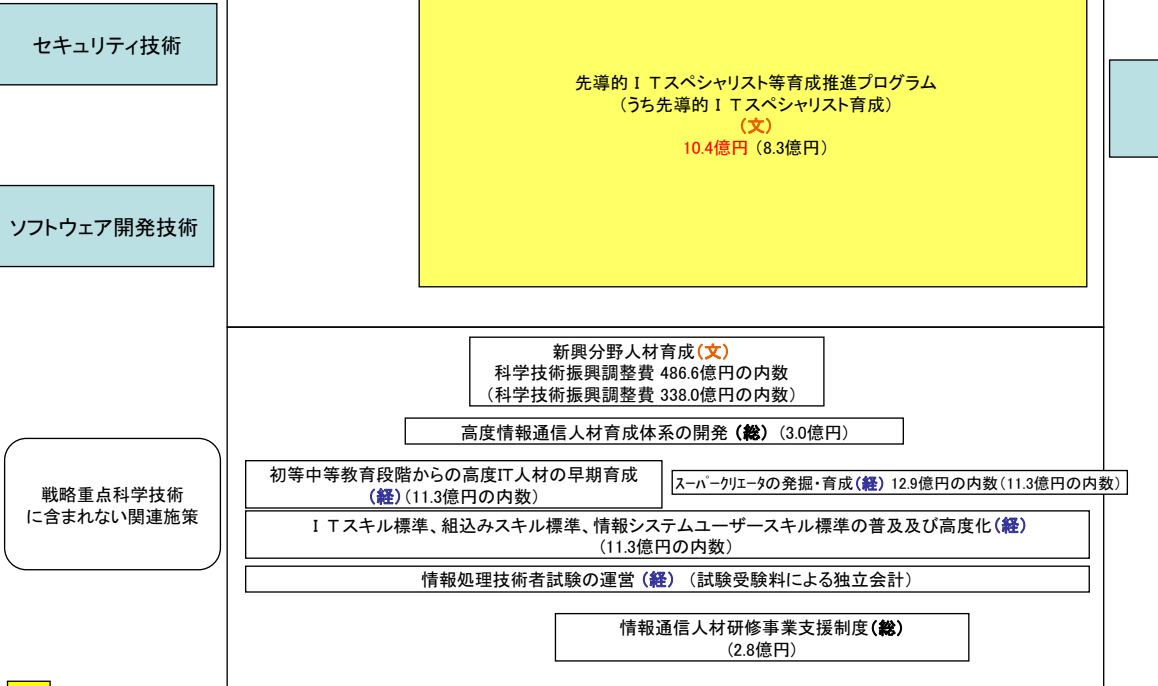 セキュリティ技術
先導的ＩＴスペシャリスト等育成推進プログラム
(うち先導的ＩＴスペシャリスト育成)
(文)
10.4億円 (8.3億円)
ソフトウェア開発技術
新興分野人材育成(文)
科学技術振興調整費 486.6億円の内数
(科学技術振興調整費 338.0億円の内数)
高度情報通信人材育成体系の開発 (総) (3.0億円)
戦略重点科学技術
に含まれない関連施策
初等中等教育段階からの高度IT人材の早期育成
(経)(11.3億円の内数)
スーパークリエータの発掘・育成(経) 12.9億円の内数(11.3億円の内数)
ＩＴスキル標準、組込みスキル標準、情報システムユーザースキル標準の普及及び高度化(経)
(11.3億円の内数)
情報処理技術者試験の運営 (経) (試験受験料による独立会計)
情報通信人材研修事業支援制度(総)
(2.8億円)